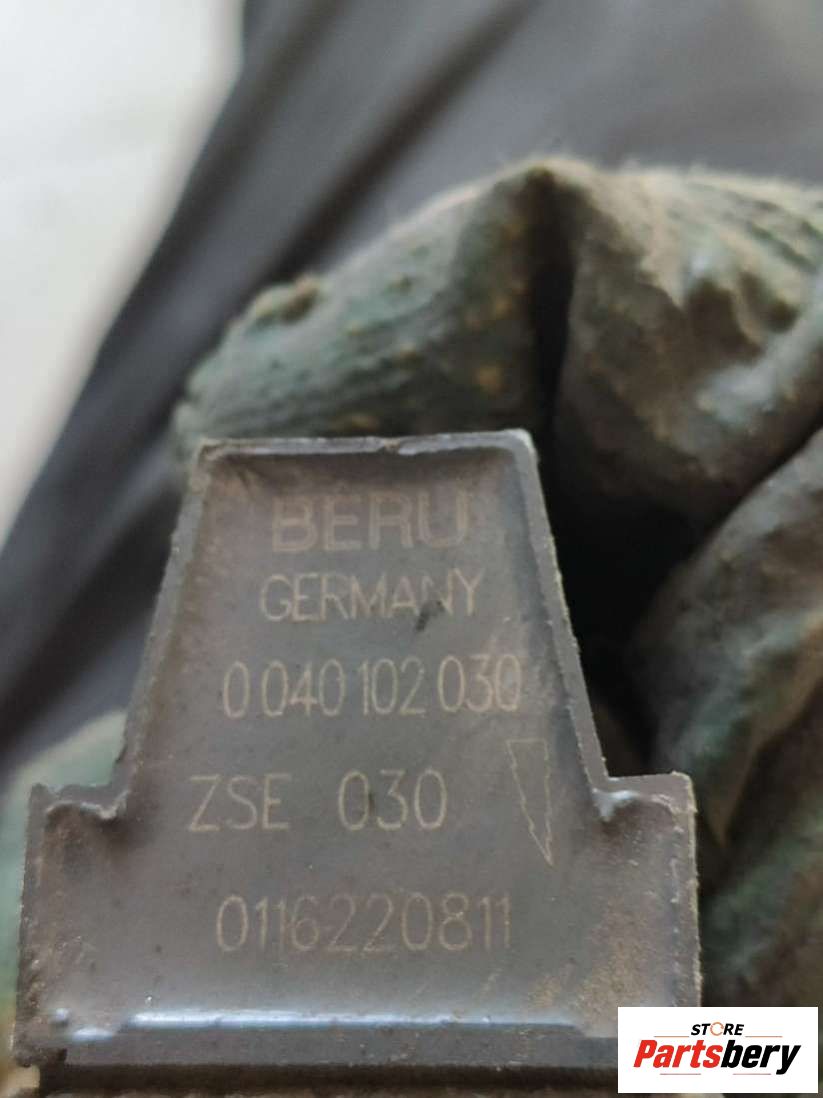 BERU
GERMANY
0 040 102 030
ZSE 030
0116220811
STORE
Partsbery